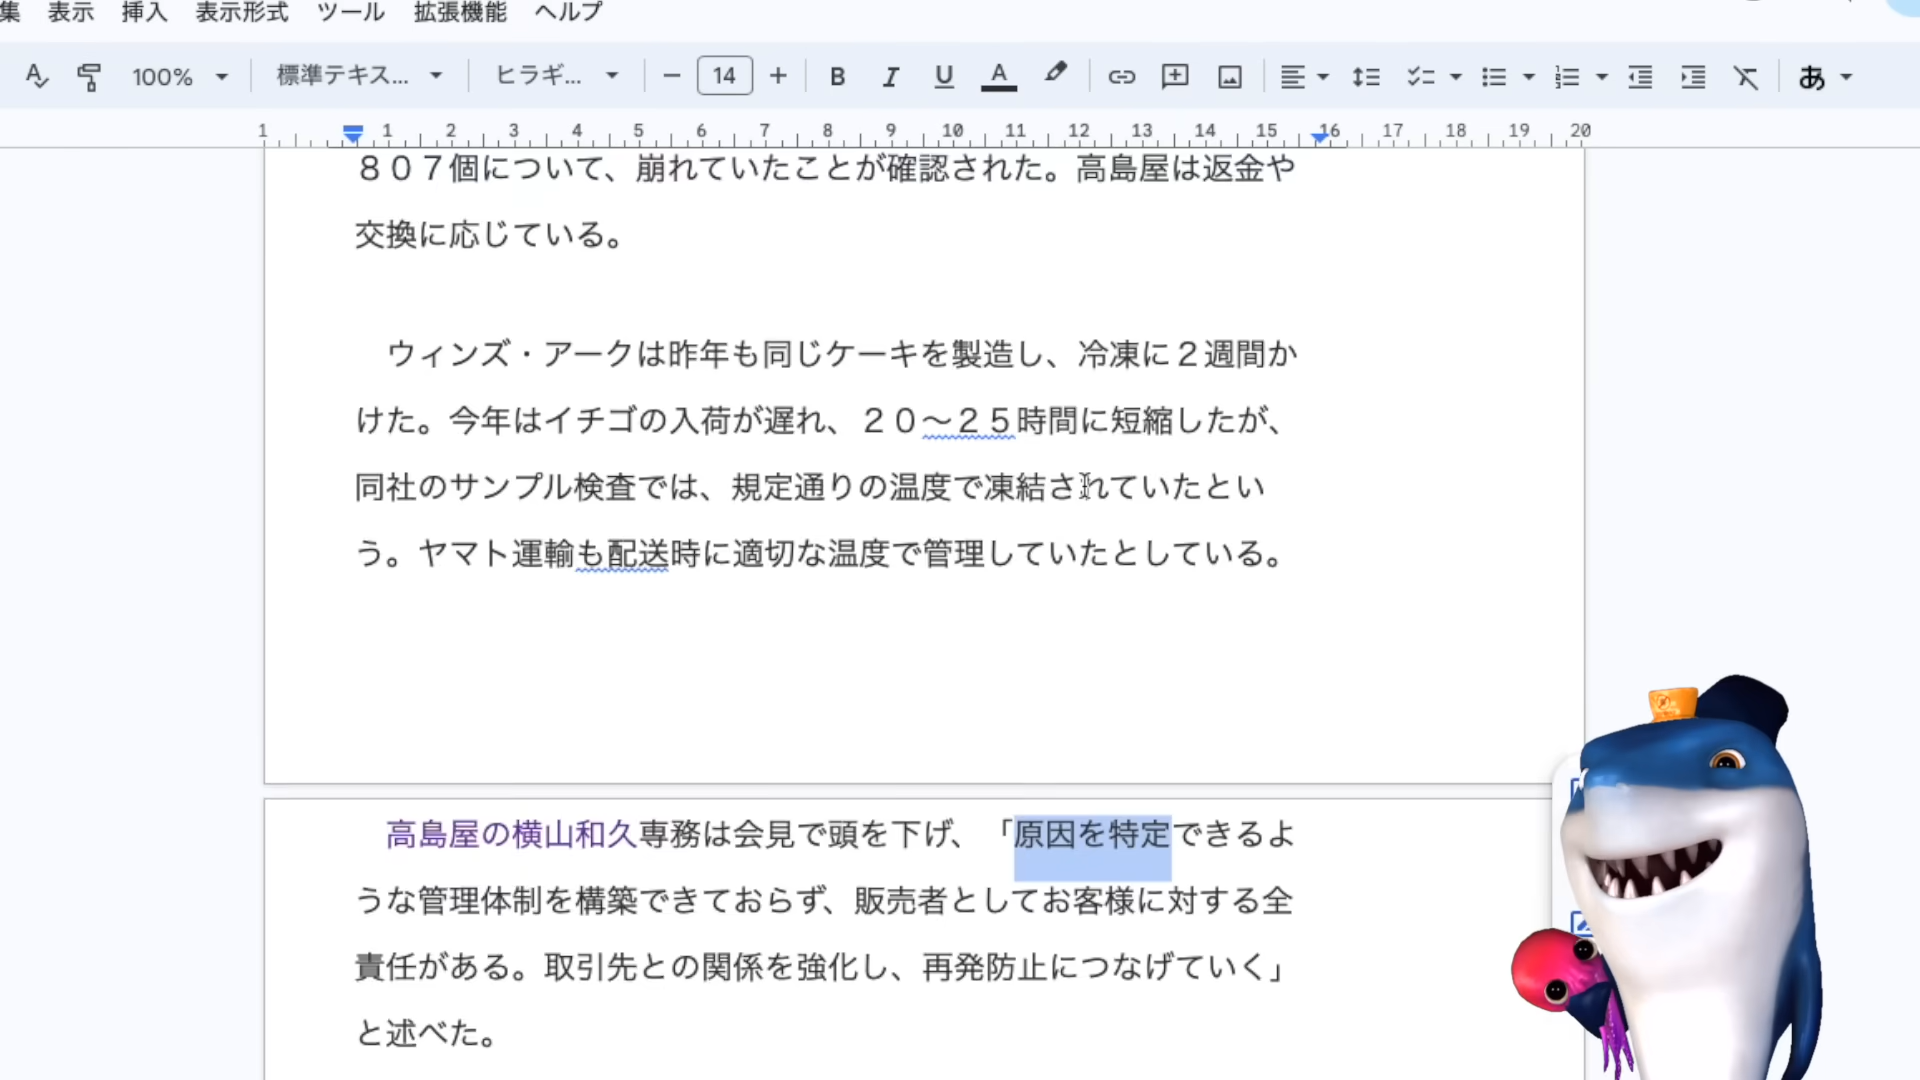 集 表示 挿入 表示形式 ツール 拡張機能 ヘルプ
100% 標準テキス... ヒラギ... − 14 + B I U A あ
1 1 2 3 4 5 6 7 8 9 10 11 12 13 14 15 16 17 18 19 20
８０７個について、崩れていたことが確認された。高島屋は返金や
交換に応じている。
ウィンズ・アークは昨年も同じケーキを製造し、冷凍に２週間か
けた。今年はイチゴの入荷が遅れ、２０～２５時間に短縮したが、
同社のサンプル検査では、規定通りの温度で凍結されていたとい
う。ヤマト運輸も配送時に適切な温度で管理していたとしている。
高島屋の横山和久専務は会見で頭を下げ、「原因を特定できるよ
うな管理体制を構築できておらず、販売者としてお客様に対する全
責任がある。取引先との関係を強化し、再発防止につなげていく」
と述べた。